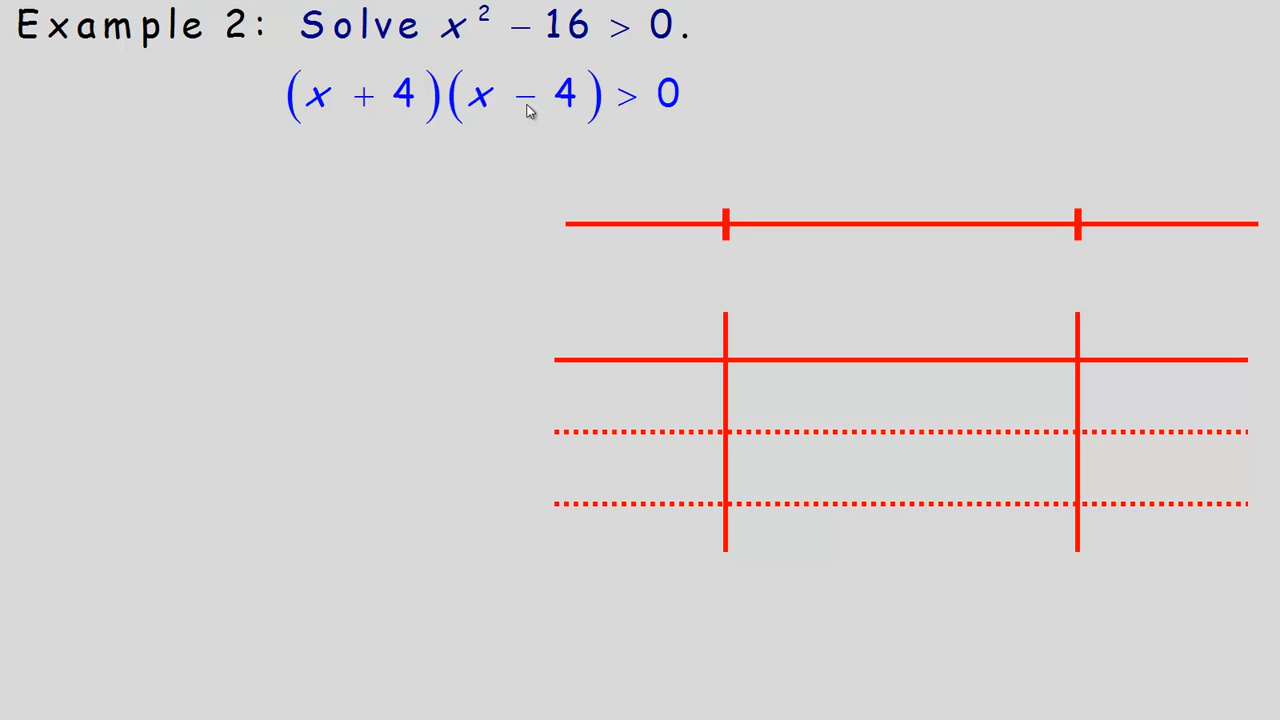 Example 2: Solve x² − 16 > 0.
(x + 4)(x − 4) > 0